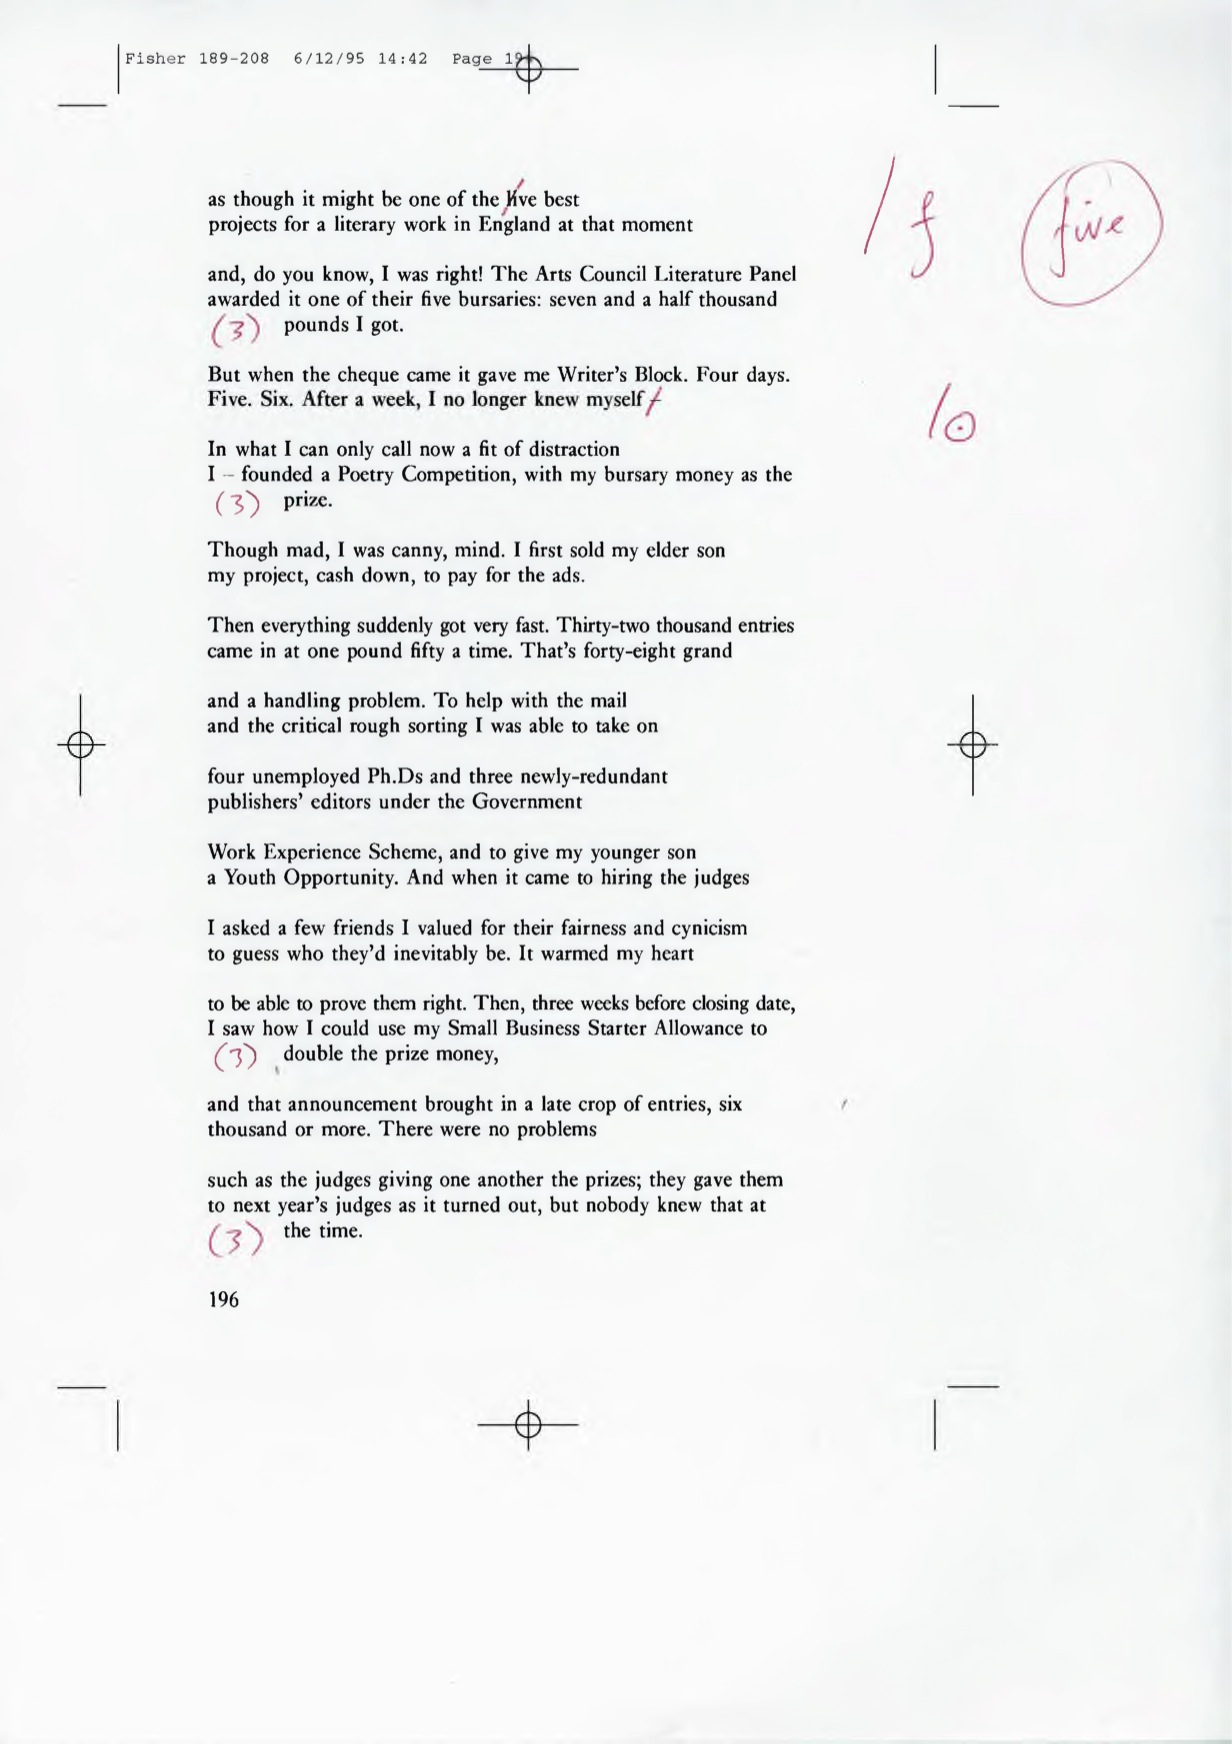 Fisher 189-208 6/12/95 14:42 Page 196
as though it might be one of the live best
projects for a literary work in England at that moment
/ f
five
and, do you know, I was right! The Arts Council Literature Panel
awarded it one of their five bursaries: seven and a half thousand
(3) pounds I got.
But when the cheque came it gave me Writer's Block. Four days.
Five. Six. After a week, I no longer knew myself
/⊙
In what I can only call now a fit of distraction
I – founded a Poetry Competition, with my bursary money as the
(3) prize.
Though mad, I was canny, mind. I first sold my elder son
my project, cash down, to pay for the ads.
Then everything suddenly got very fast. Thirty-two thousand entries
came in at one pound fifty a time. That's forty-eight grand
and a handling problem. To help with the mail
and the critical rough sorting I was able to take on
four unemployed Ph.Ds and three newly-redundant
publishers' editors under the Government
Work Experience Scheme, and to give my younger son
a Youth Opportunity. And when it came to hiring the judges
I asked a few friends I valued for their fairness and cynicism
to guess who they'd inevitably be. It warmed my heart
to be able to prove them right. Then, three weeks before closing date,
I saw how I could use my Small Business Starter Allowance to
(3) double the prize money,
and that announcement brought in a late crop of entries, six
thousand or more. There were no problems
such as the judges giving one another the prizes; they gave them
to next year's judges as it turned out, but nobody knew that at
(3) the time.
196